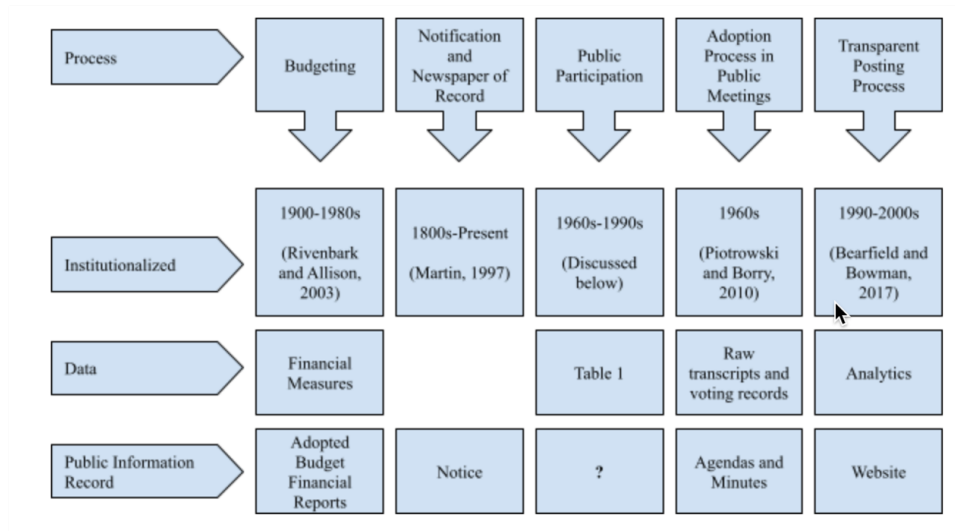 Process
Budgeting
Notification
and
Newspaper of
Record
Public
Participation
Adoption
Process in
Public
Meetings
Transparent
Posting
Process
Institutionalized
1900-1980s
(Rivenbark
and Allison,
2003)
1800s-Present
(Martin, 1997)
1960s-1990s
(Discussed
below)
1960s
(Piotrowski
and Borry,
2010)
1990-2000s
(Bearfield and
Bowman,
2017)
Data
Financial
Measures
Table 1
Raw
transcripts and
voting records
Analytics
Public Information
Record
Adopted
Budget
Financial
Reports
Notice
?
Agendas and
Minutes
Website